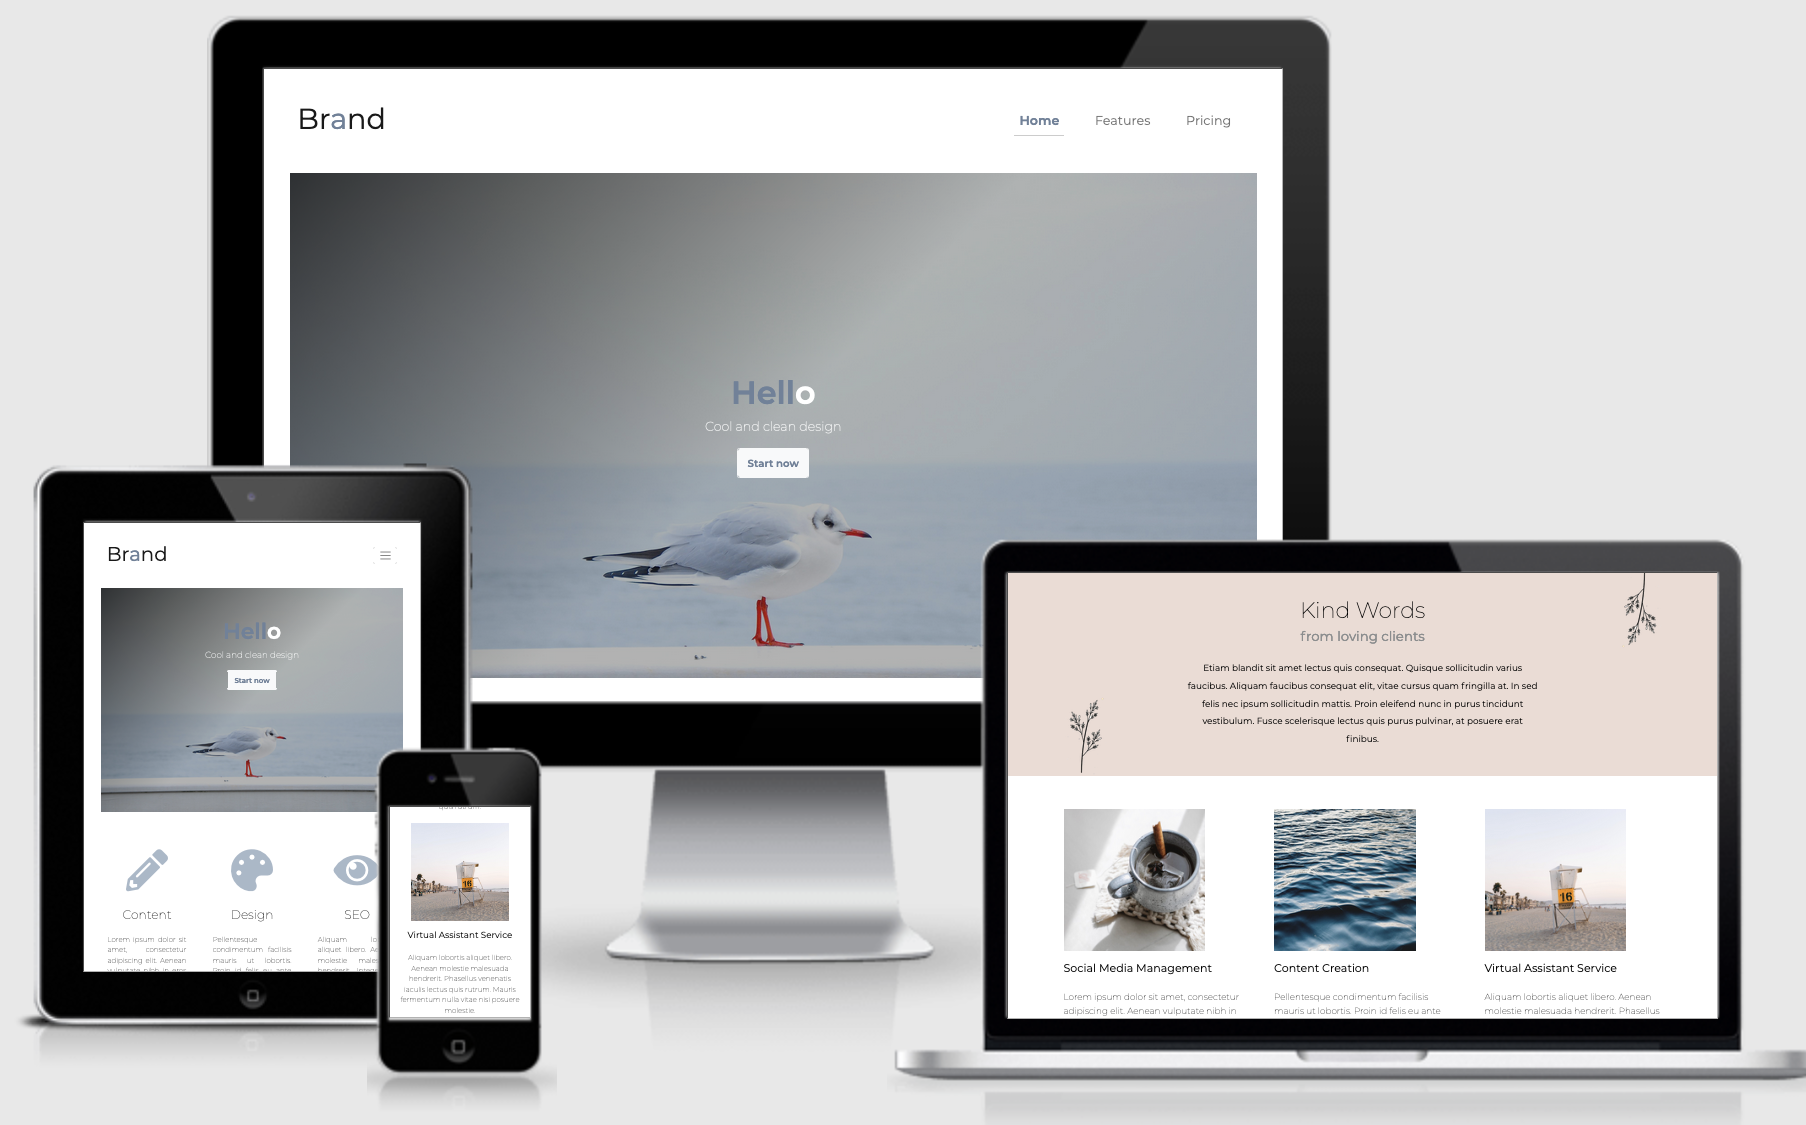 Brand
Home Features Pricing
Hello
Cool and clean design
Start now
Brand
Hello
Cool and clean design
Start now
Content Design SEO
Lorem ipsum dolor sit
amet, consectetur
adipiscing elit. Aenean
vulputate nibh in eros
Pellentesque
condimentum facilisis
mauris ut lobortis.
Proin id felis eu ante
Aliquam
aliquet libero.
molestie
16
Virtual Assistant Service
Aliquam lobortis aliquet libero.
Aenean molestie malesuada
hendrerit. Phasellus venenatis
iaculis lectus quis rutrum. Mauris
fermentum nulla vitae nisl posuere
molestie.
Kind Words
from loving clients
Etiam blandit sit amet lectus quis consequat. Quisque sollicitudin varius
faucibus. Aliquam faucibus consequat elit, vitae cursus quam fringilla at. In sed
felis nec ipsum sollicitudin mattis. Proin eleifend nunc in purus tincidunt
vestibulum. Fusce scelerisque lectus quis purus pulvinar, at posuere erat
finibus.
16
Social Media Management
Lorem ipsum dolor sit amet, consectetur
adipiscing elit. Aenean vulputate nibh in
Content Creation
Pellentesque condimentum facilisis
mauris ut lobortis. Proin id felis eu ante
Virtual Assistant Service
Aliquam lobortis aliquet libero. Aenean
molestie malesuada hendrerit. Phasellus